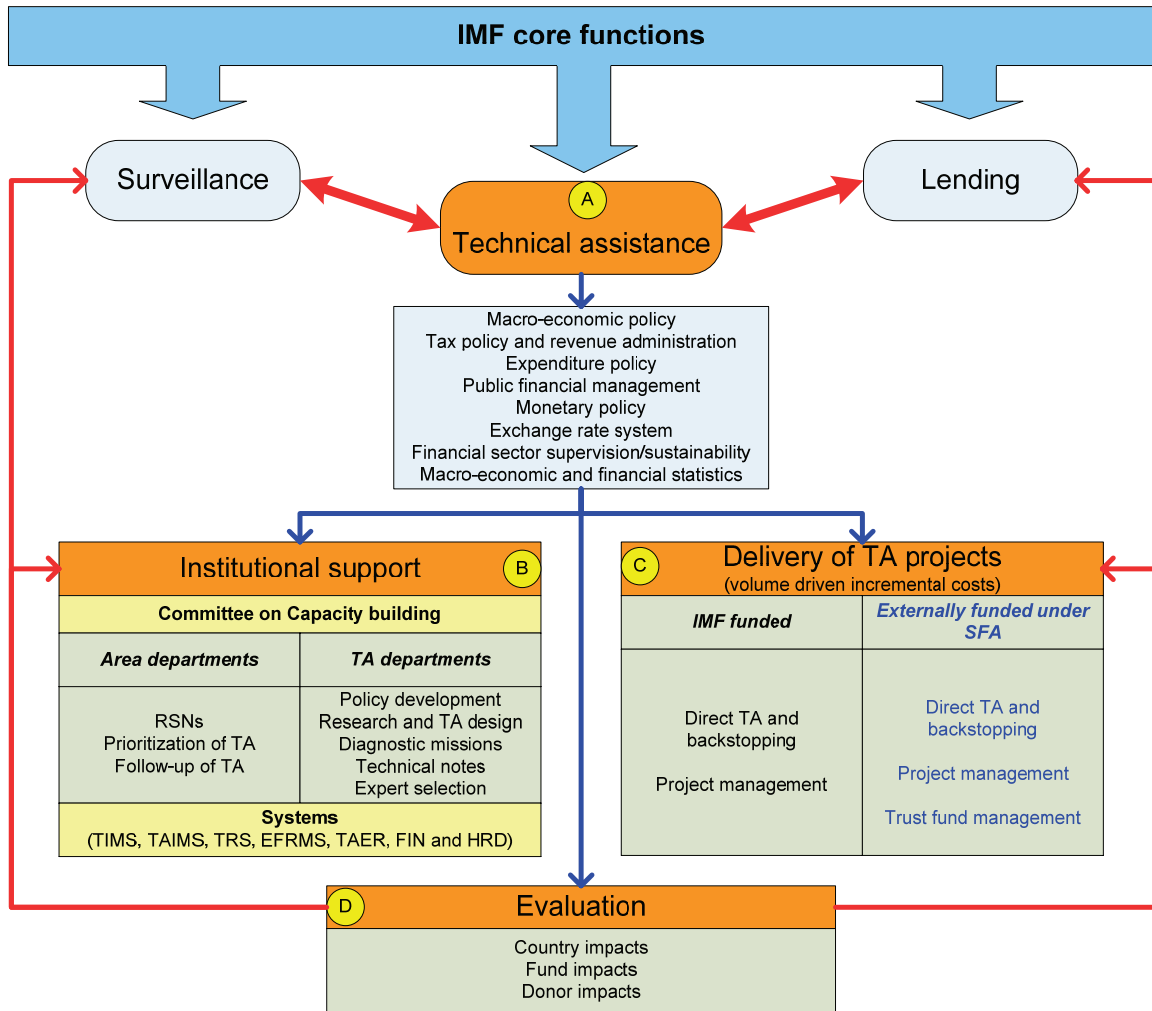 IMF core functions
Surveillance
A
Technical assistance
Lending
Macro-economic policy
Tax policy and revenue administration
Expenditure policy
Public financial management
Monetary policy
Exchange rate system
Financial sector supervision/sustainability
Macro-economic and financial statistics
Institutional support
B
Committee on Capacity building
Area departments
TA departments
RSNs
Prioritization of TA
Follow-up of TA
Policy development
Research and TA design
Diagnostic missions
Technical notes
Expert selection
Systems
(TIMS, TAIMS, TRS, EFRMS, TAER, FIN and HRD)
C
Delivery of TA projects
(volume driven incremental costs)
IMF funded
Externally funded under
SFA
Direct TA and
backstopping
Project management
Direct TA and
backstopping
Project management
Trust fund management
D
Evaluation
Country impacts
Fund impacts
Donor impacts